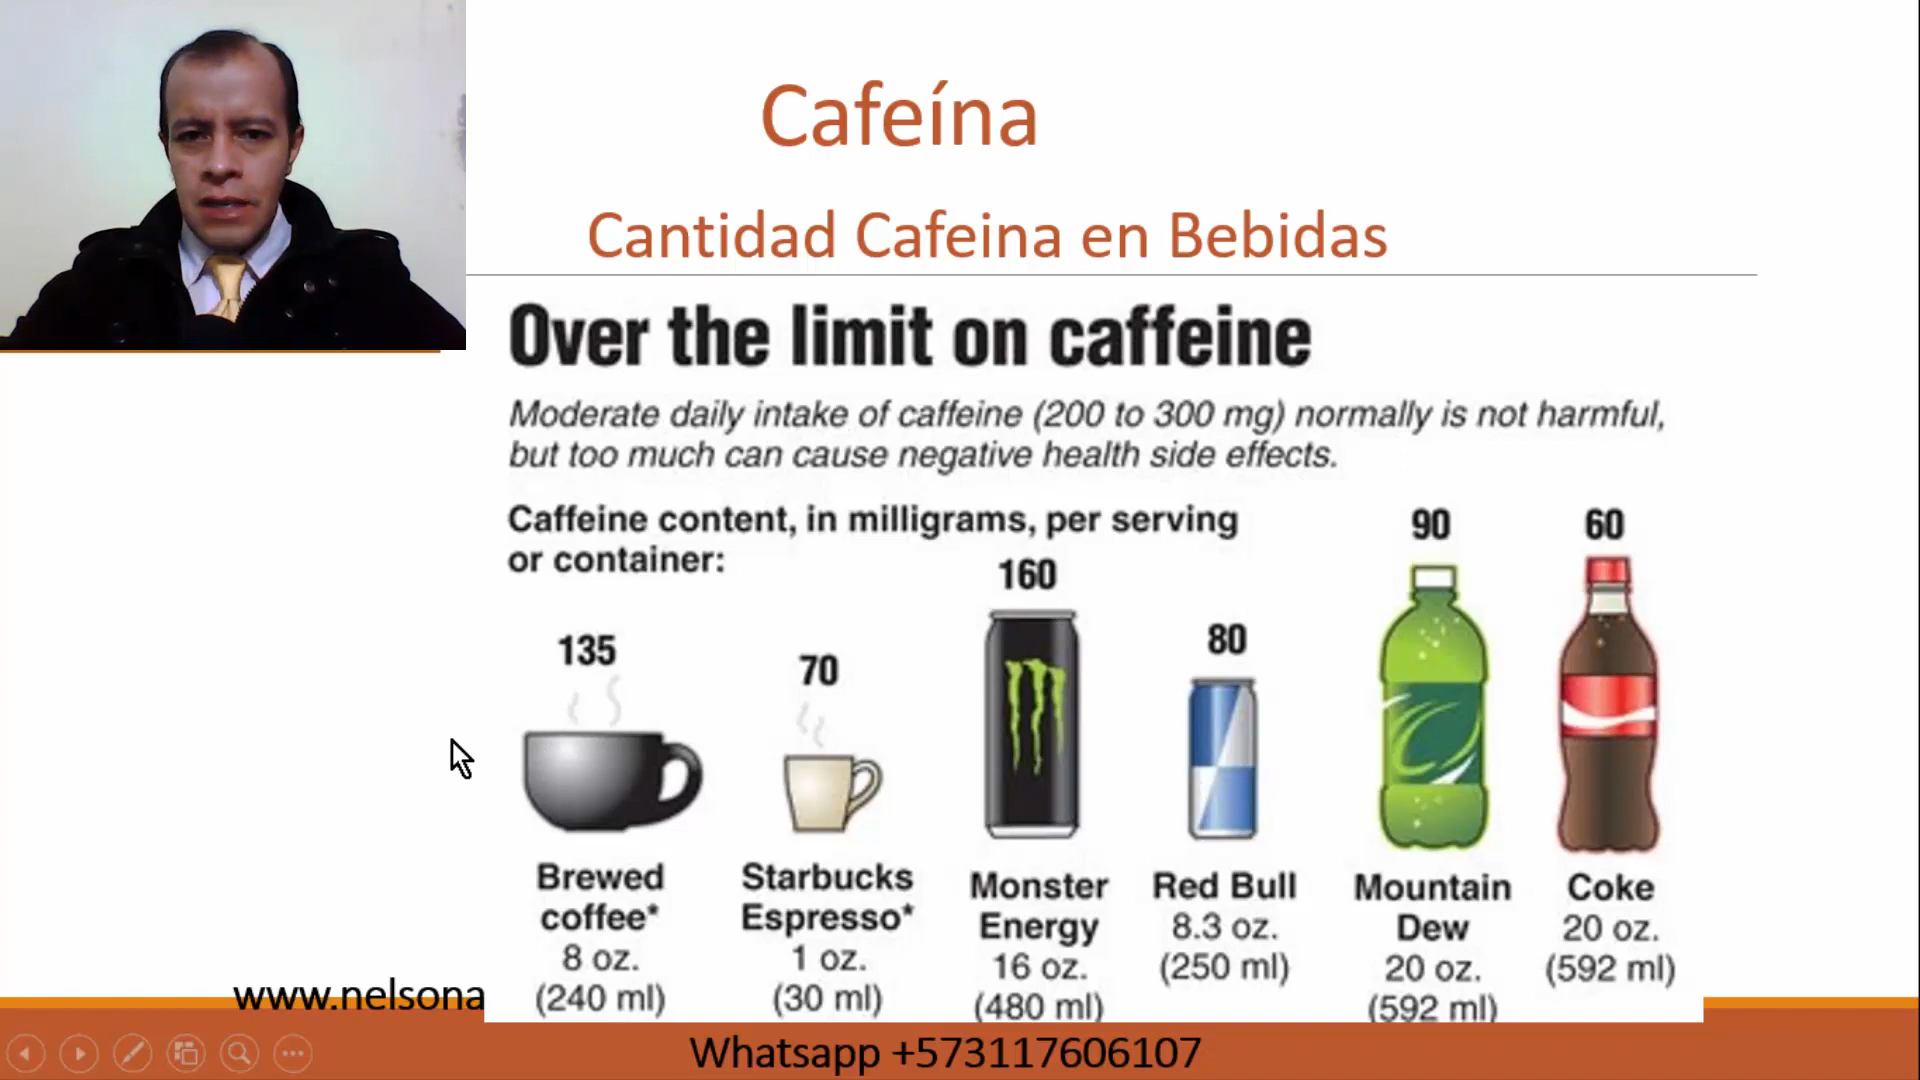 Cafeína
Cantidad Cafeina en Bebidas
Over the limit on caffeine
Moderate daily intake of caffeine (200 to 300 mg) normally is not harmful,
but too much can cause negative health side effects.
Caffeine content, in milligrams, per serving
or container:
135
70
160
80
90
60
Brewed
coffee*
8 oz.
(240 ml)
Starbucks
Espresso*
1 oz.
(30 ml)
Monster
Energy
16 oz.
(480 ml)
Red Bull
8.3 oz.
(250 ml)
Mountain
Dew
20 oz.
(592 ml)
Coke
20 oz.
(592 ml)
www.nelsona
Whatsapp +573117606107